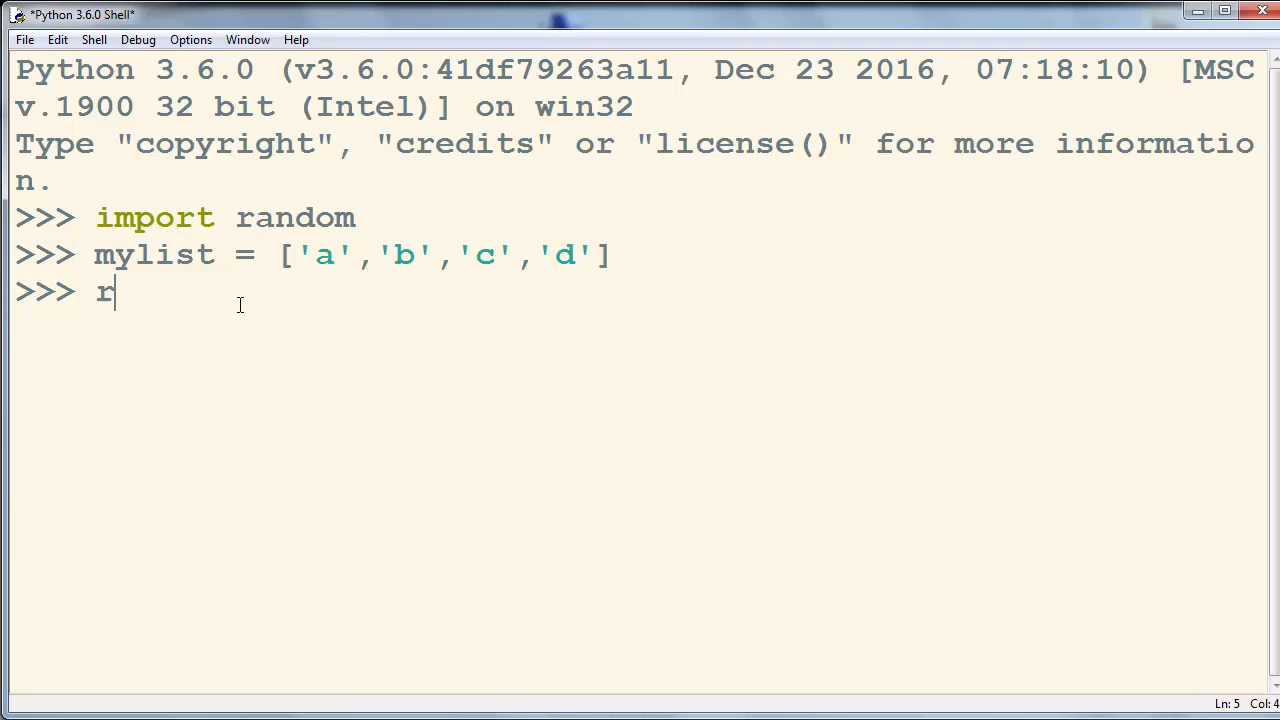 *Python 3.6.0 Shell*
File Edit Shell Debug Options Window Help
Python 3.6.0 (v3.6.0:41df79263a11, Dec 23 2016, 07:18:10) [MSC
v.1900 32 bit (Intel)] on win32
Type "copyright", "credits" or "license()" for more informatio
n.
>>> import random
>>> mylist = ['a','b','c','d']
>>> r
Ln: 5 Col: 4